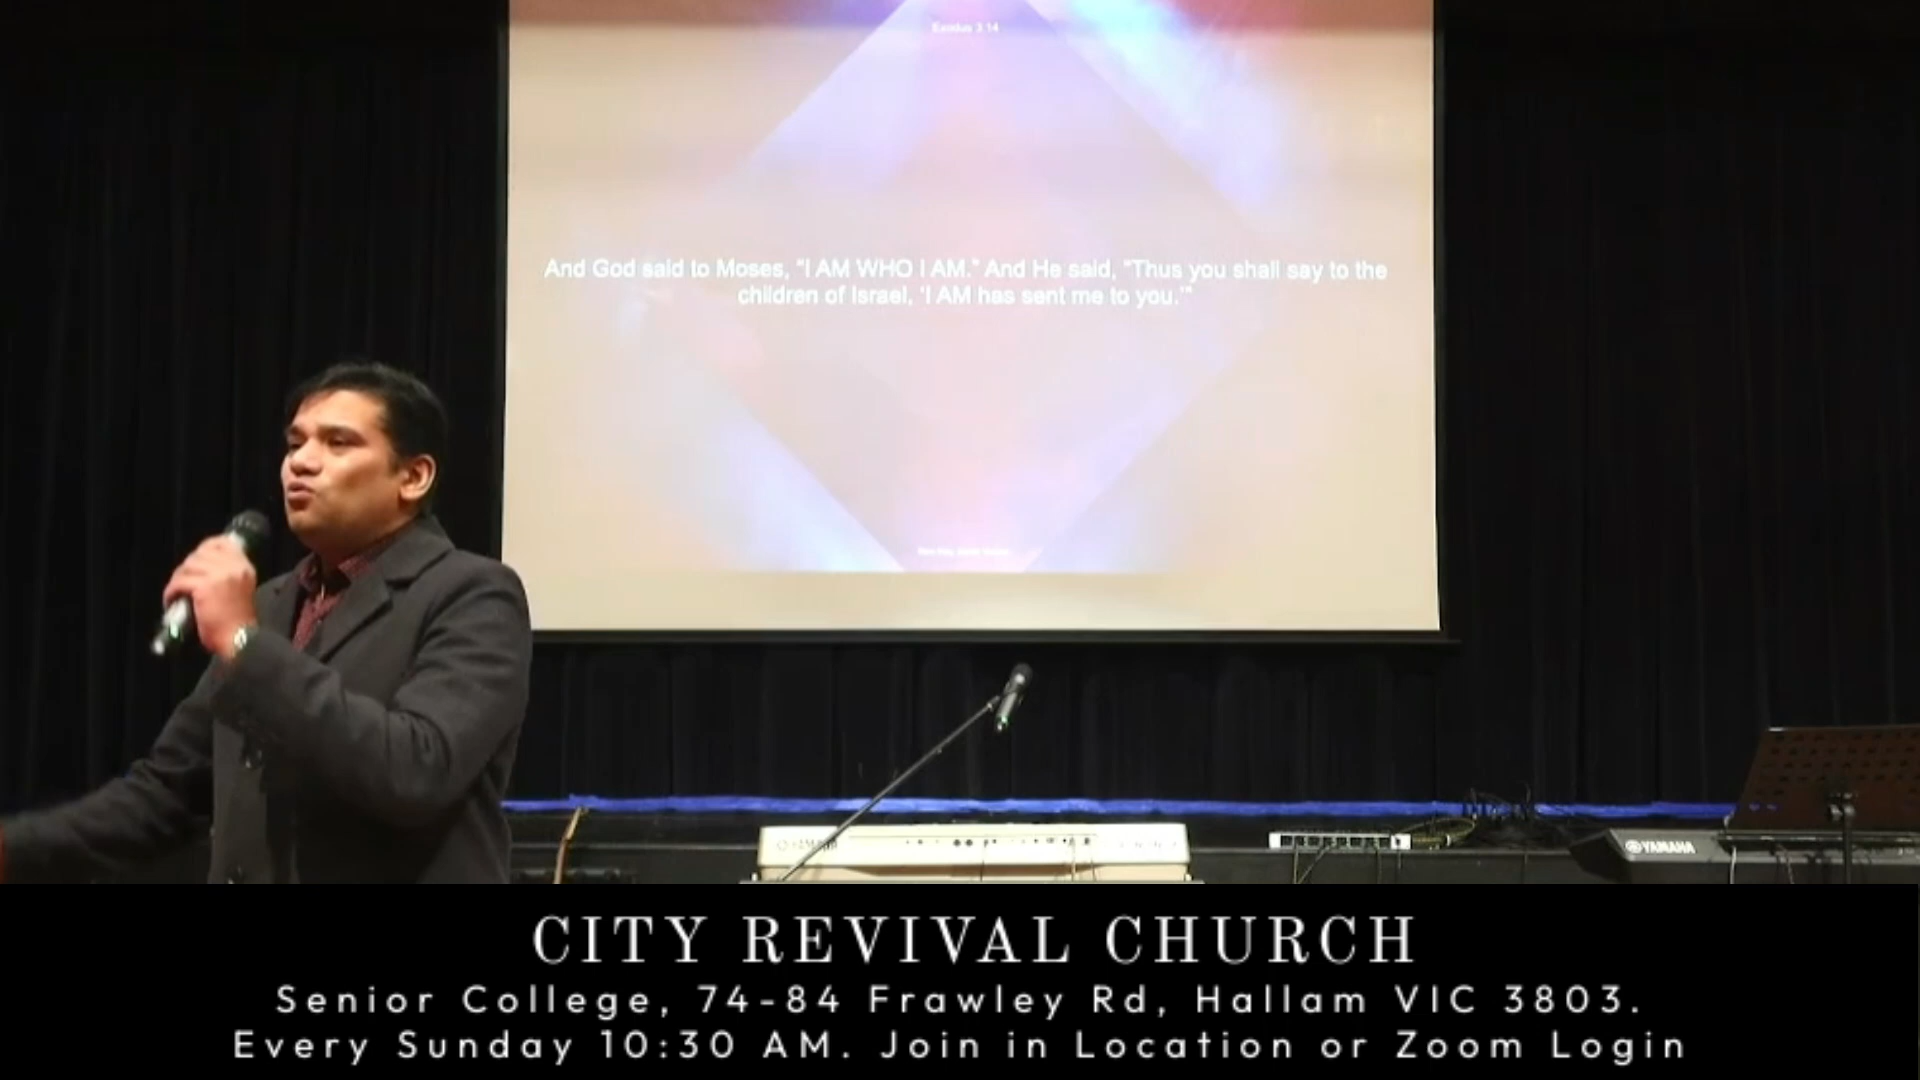 Exodus 3:14
And God said to Moses, “I AM WHO I AM.” And He said, “Thus you shall say to the
children of Israel, ‘I AM has sent me to you.’”
YAMAHA
YAMAHA
CITY REVIVAL CHURCH
Senior College, 74-84 Frawley Rd, Hallam VIC 3803.
Every Sunday 10:30 AM. Join in Location or Zoom Login